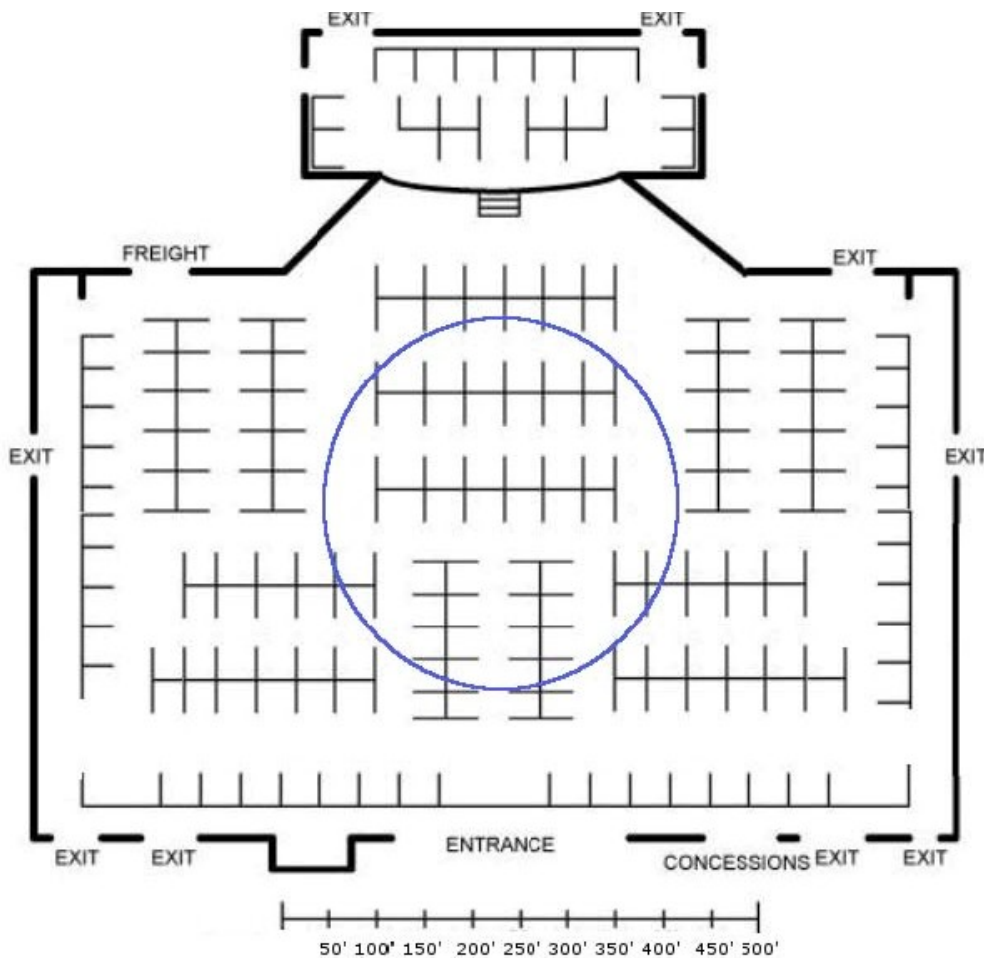 EXIT EXIT
FREIGHT EXIT
EXIT EXIT
ENTRANCE
EXIT EXIT CONCESSIONS EXIT EXIT
50' 100' 150' 200' 250' 300' 350' 450' 500'